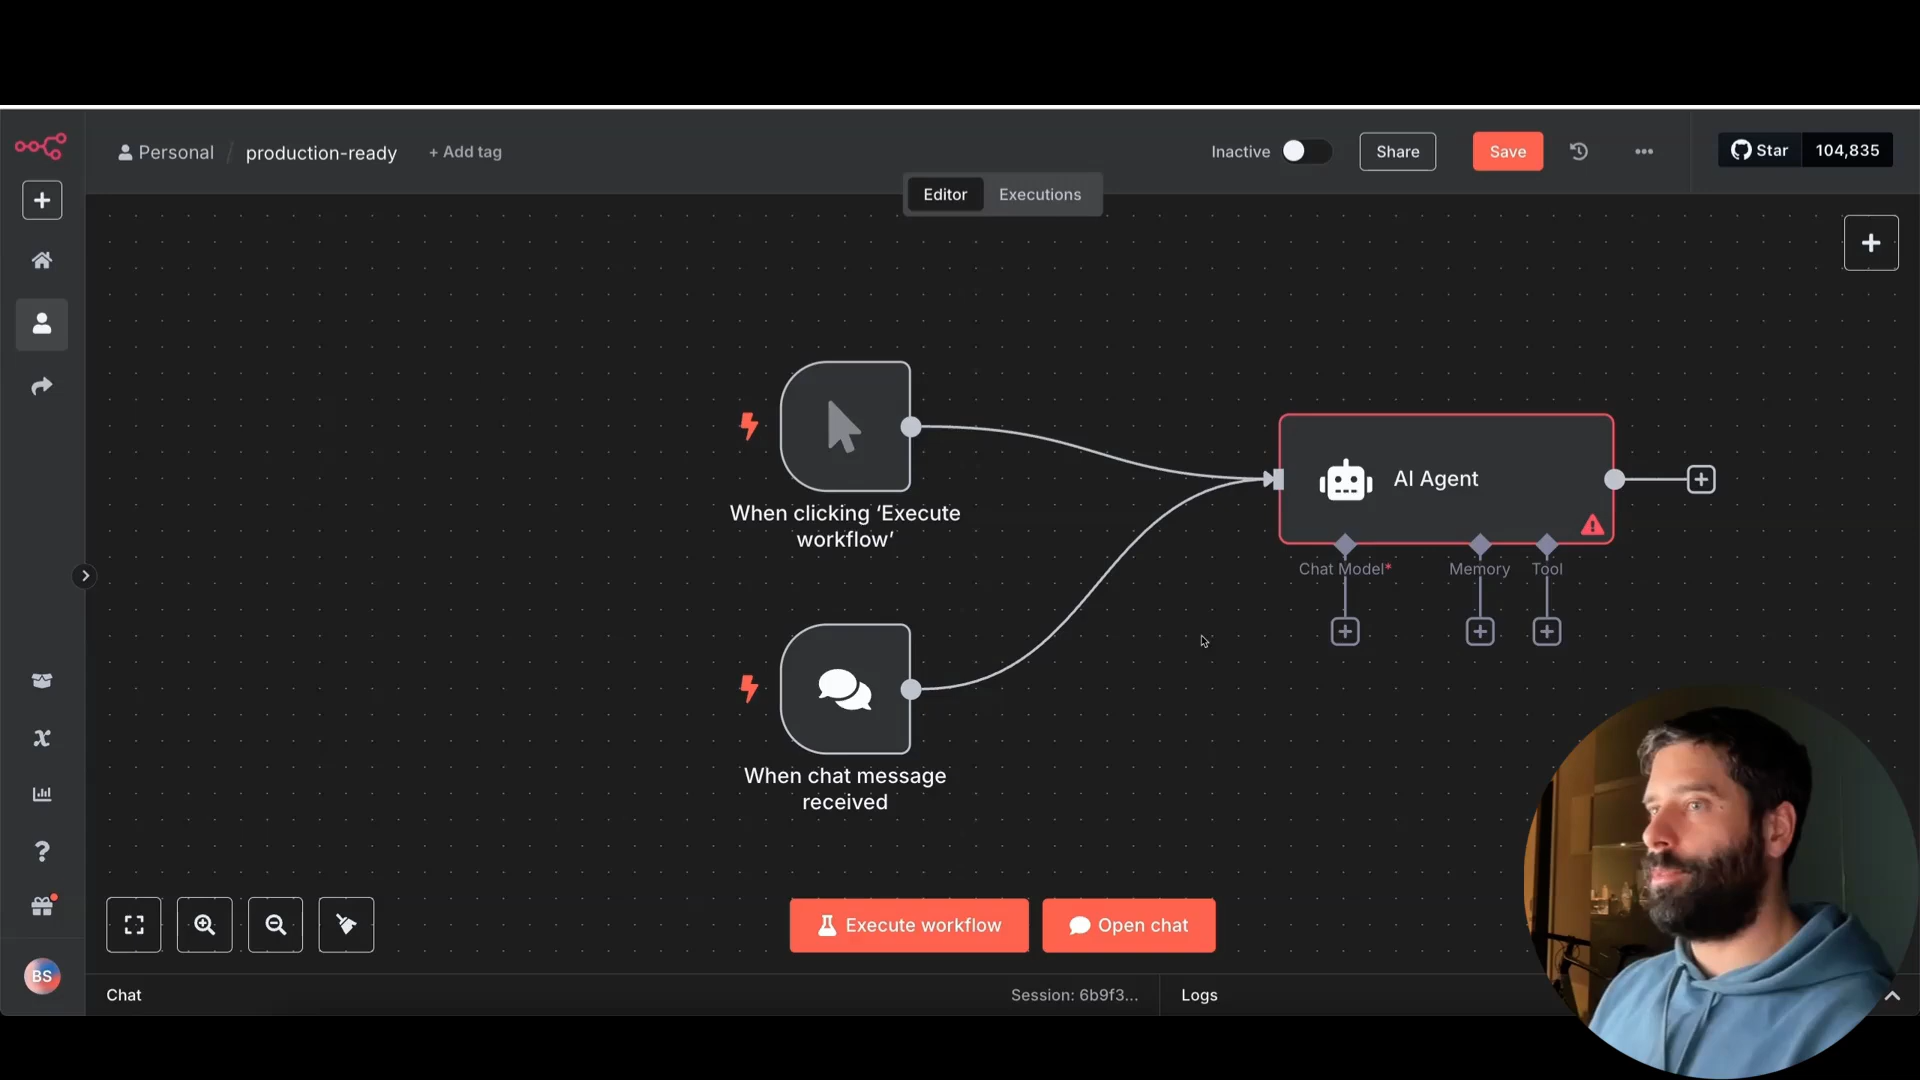 Personal / production-ready + Add tag
Inactive
Share
Save
Star 104,835
Editor Executions
When clicking ‘Execute
workflow’
AI Agent
Chat Model*
Memory
Tool
When chat message
received
Execute workflow
Open chat
BS
Chat
Session: 6b9f3...
Logs